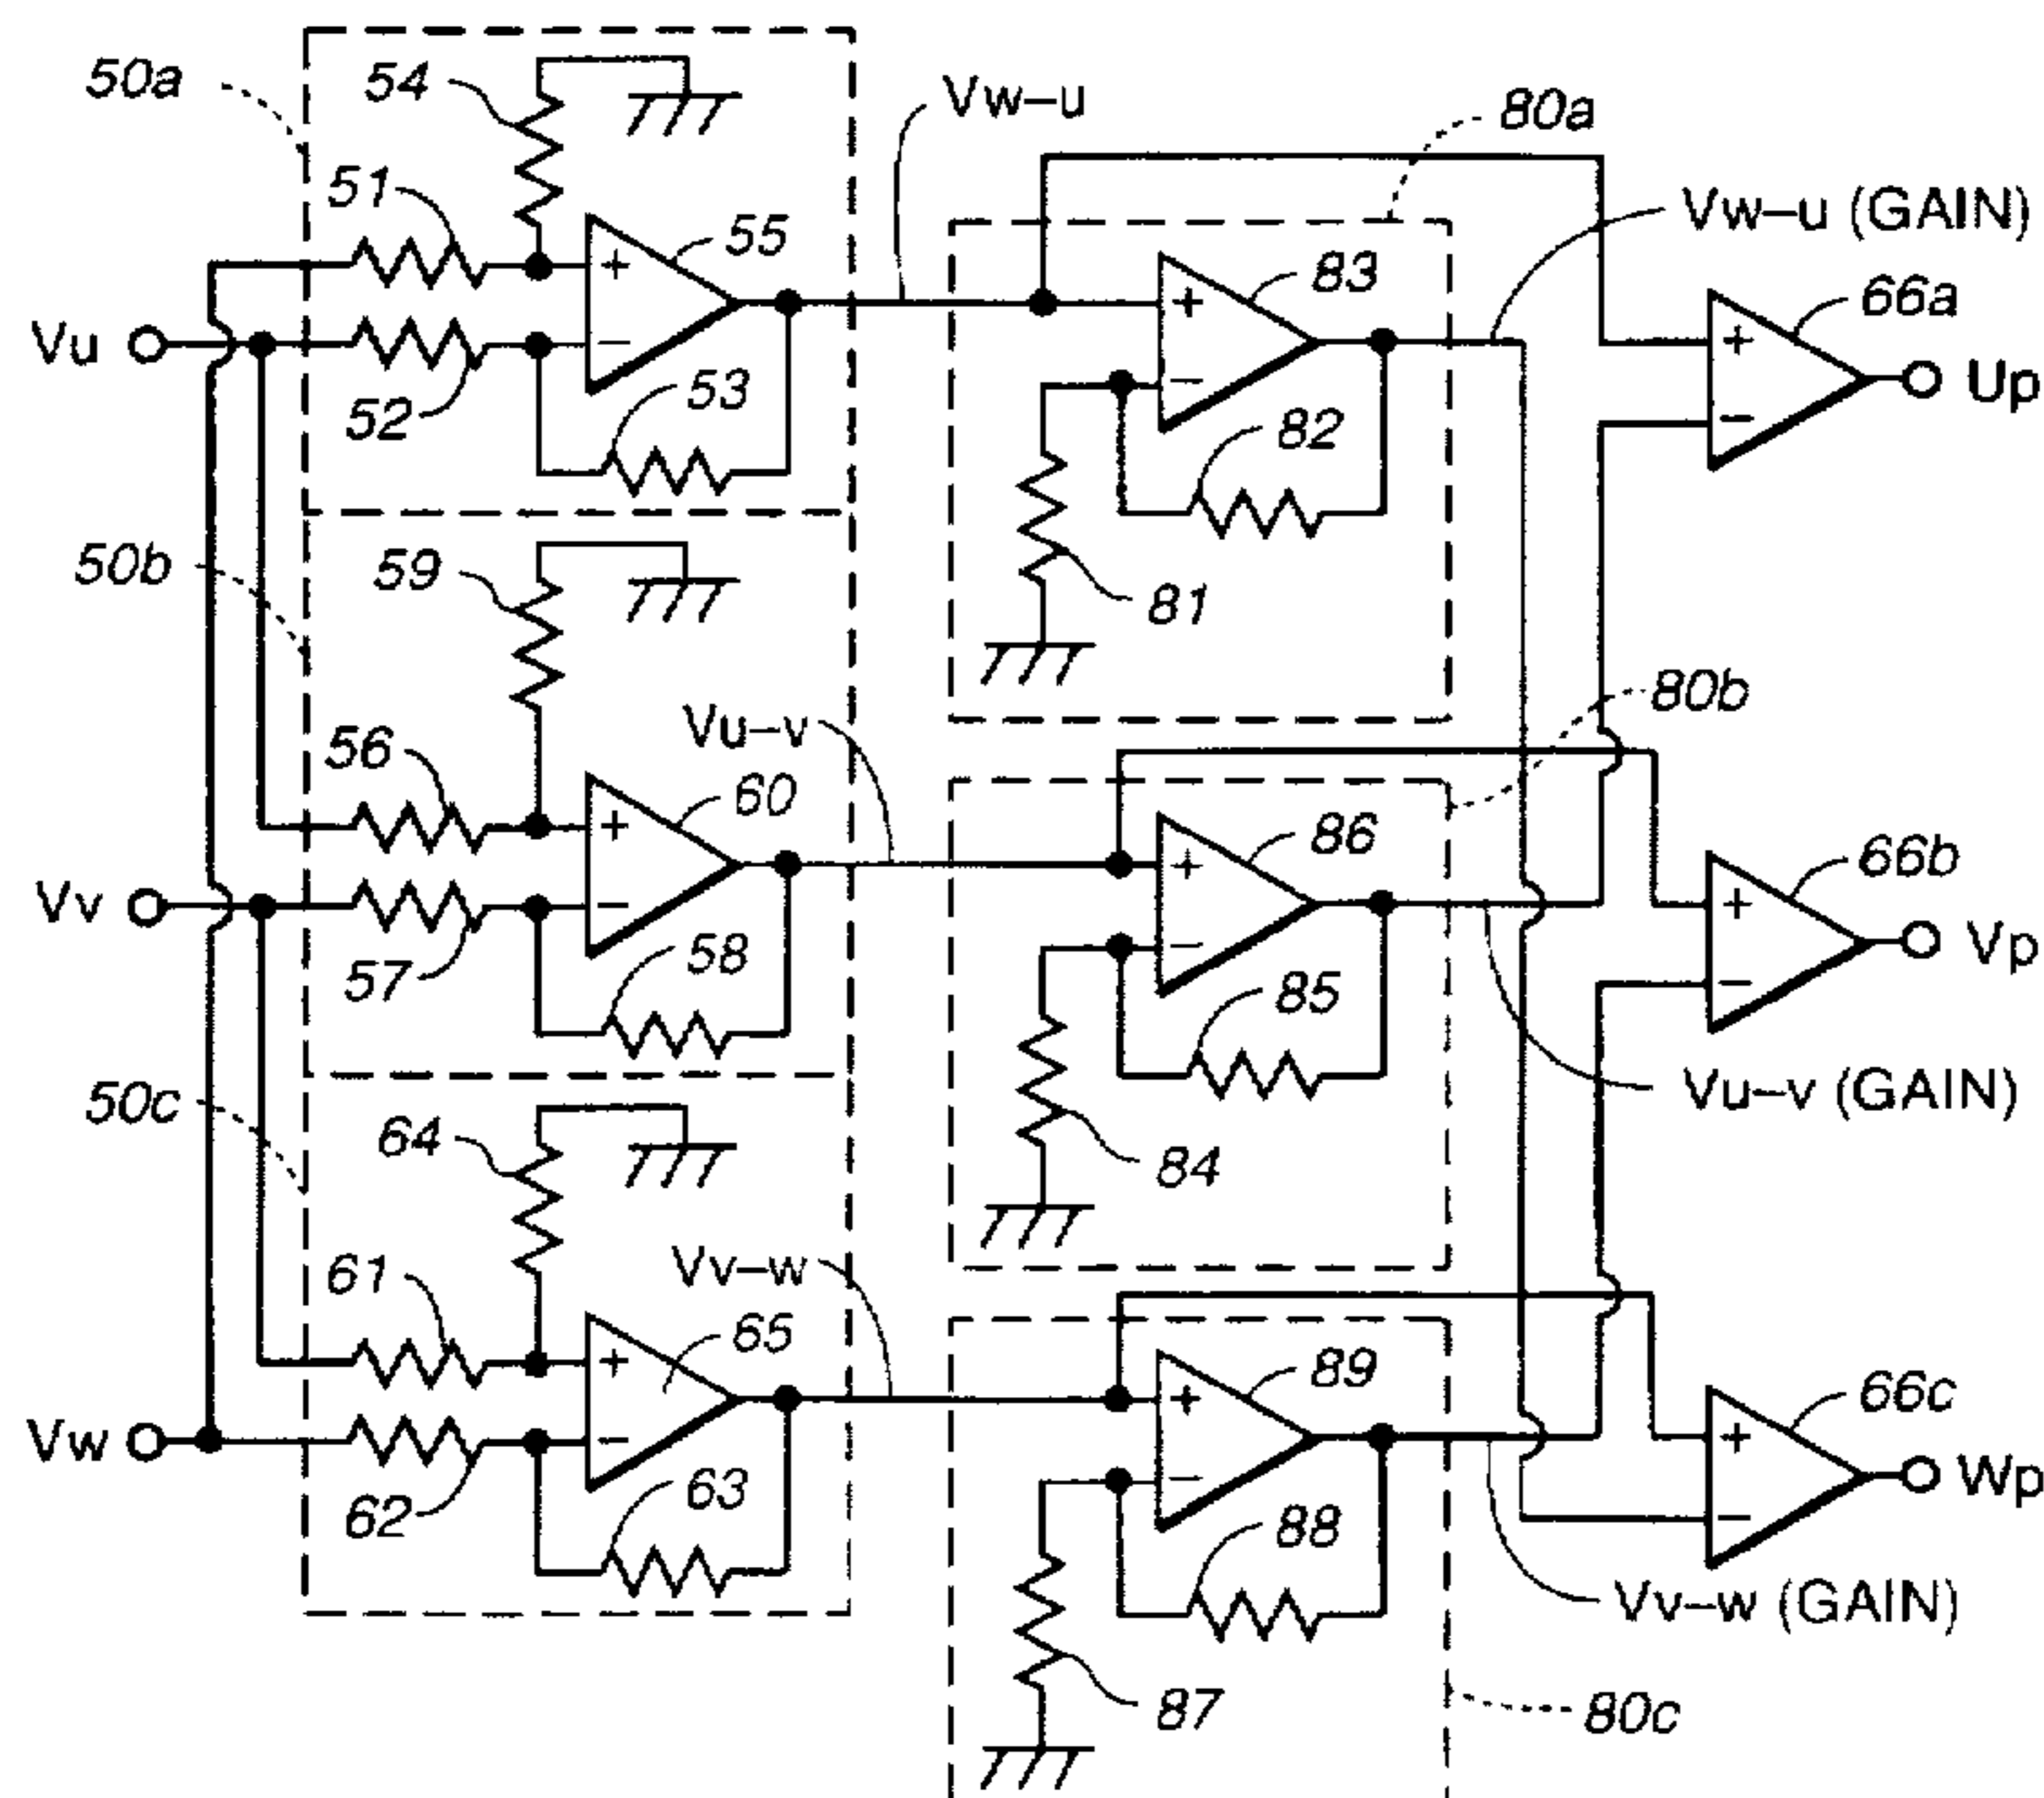 50a
54
Vw–u
80a
51
55
83
Vw–u (GAIN)
66a
Vu
+
+
+
Up
–
–
–
52
53
82
50b
59
81
80b
56
Vu–v
60
86
66b
Vv
+
+
+
Vp
–
–
–
57
58
85
50c
64
84
Vu–v (GAIN)
61
Vv–w
65
89
66c
Vw
+
+
+
Wp
–
–
–
62
63
88
Vv–w (GAIN)
87
80c